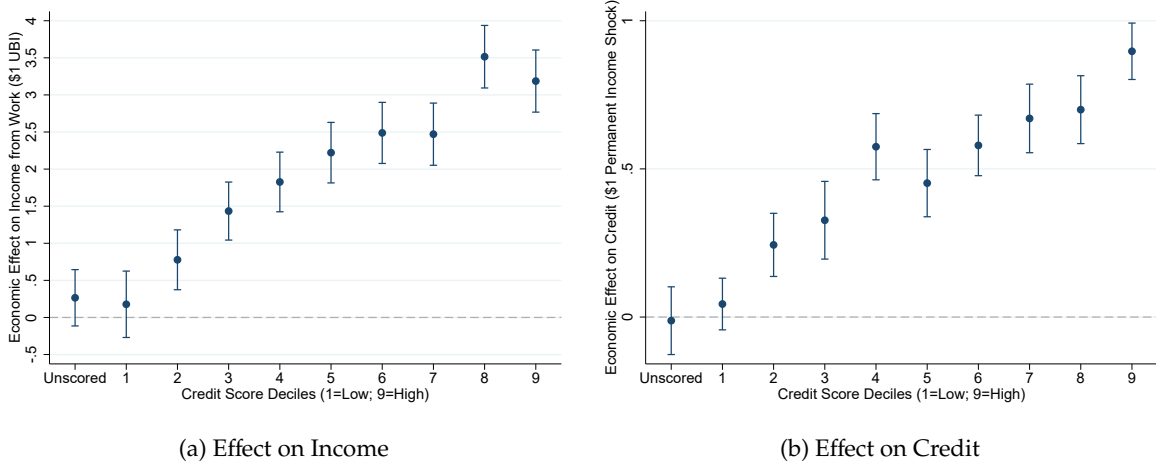 Economic Effect on Income from Work ($1 UBI)
4
3.5
3
2.5
2
1.5
1
.5
0
-.5
Unscored 1 2 3 4 5 6 7 8 9
Credit Score Deciles (1=Low; 9=High)
(a) Effect on Income
Economic Effect on Credit ($1 Permanent Income Shock)
1
.5
0
Unscored 1 2 3 4 5 6 7 8 9
Credit Score Deciles (1=Low; 9=High)
(b) Effect on Credit